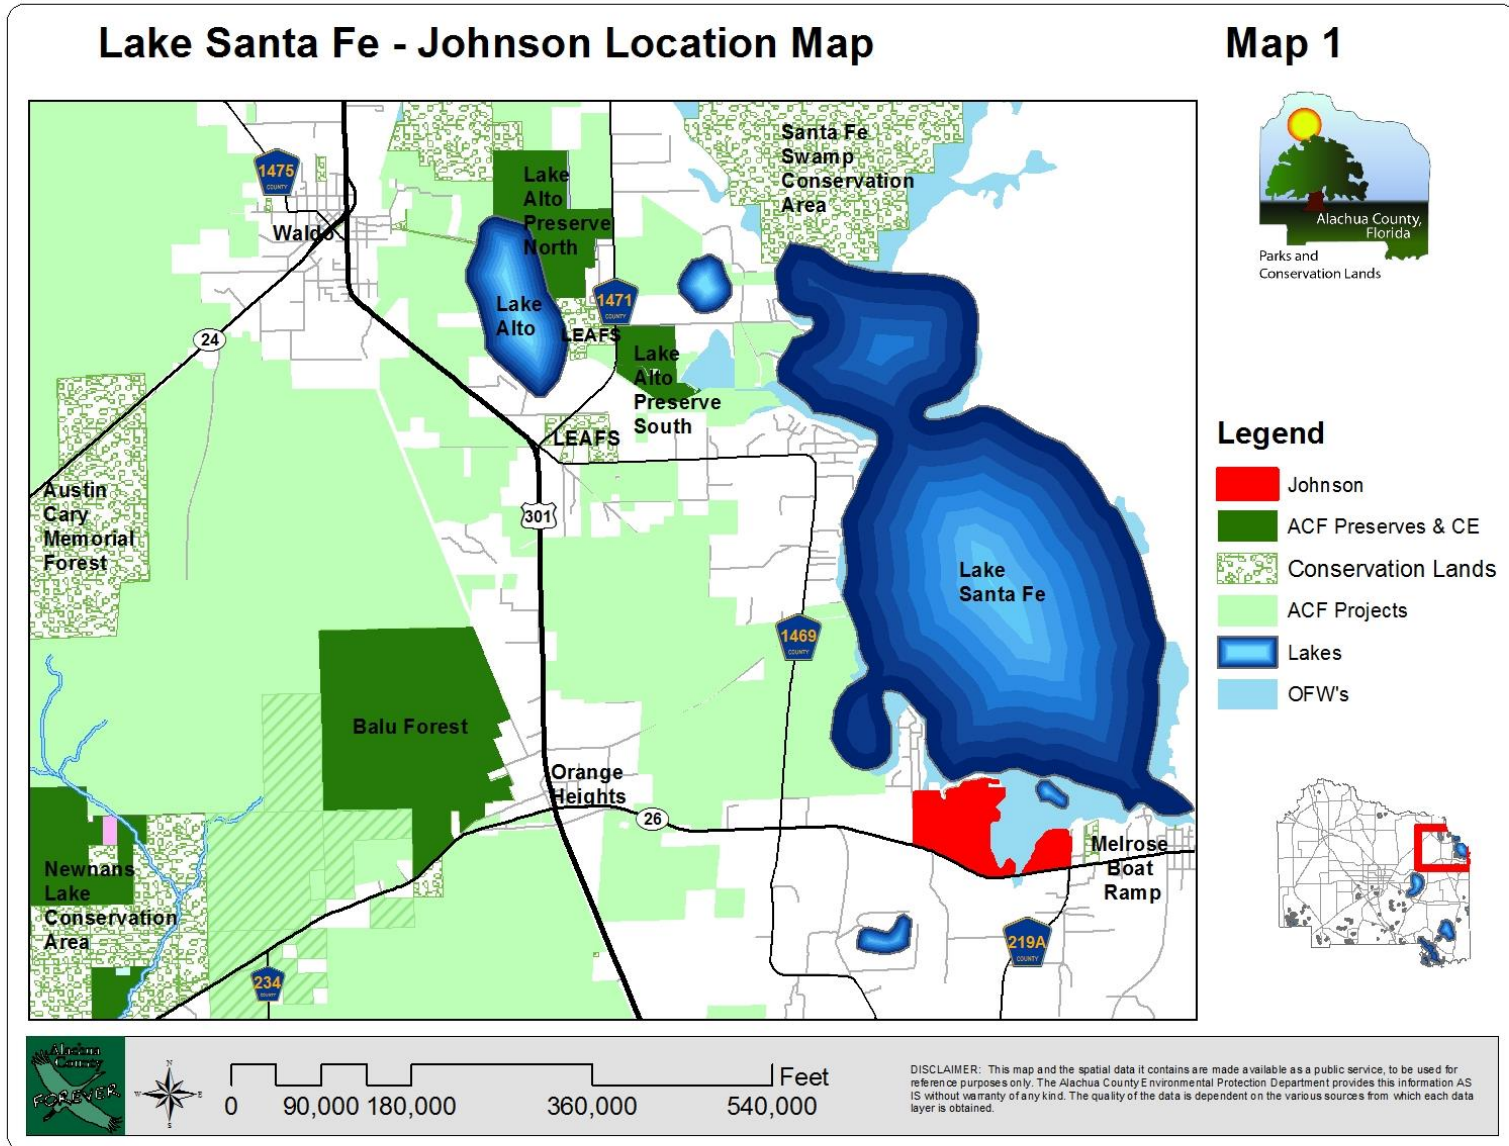 Lake Santa Fe - Johnson Location Map
Map 1
Santa Fe
Swamp
Conservation
Area
1475
COUNTY
Lake
Alto
Preserve
North
Waldo
Lake
Alto
1471
COUNTY
LEAFS
24
Lake
Alto
Preserve
South
LEAFS
Austin
Cary
Memorial
Forest
301
Lake
Santa Fe
1469
COUNTY
Balu Forest
Orange
Heights
26
Melrose
Boat
Ramp
Newnans
Lake
Conservation
Area
219A
COUNTY
234
COUNTY
Alachua County,
Florida
Parks and
Conservation Lands
Legend
Johnson
ACF Preserves & CE
Conservation Lands
ACF Projects
Lakes
OFW's
Alachua
County
FOREVER
N
W
E
S
Feet
0 90,000 180,000 360,000 540,000
DISCLAIMER: This map and the spatial data it contains are made available as a public service, to be used for
reference purposes only. The Alachua County Environmental Protection Department provides this information AS
IS without warranty of any kind. The quality of the data is dependent on the various sources from which each data
layer is obtained.